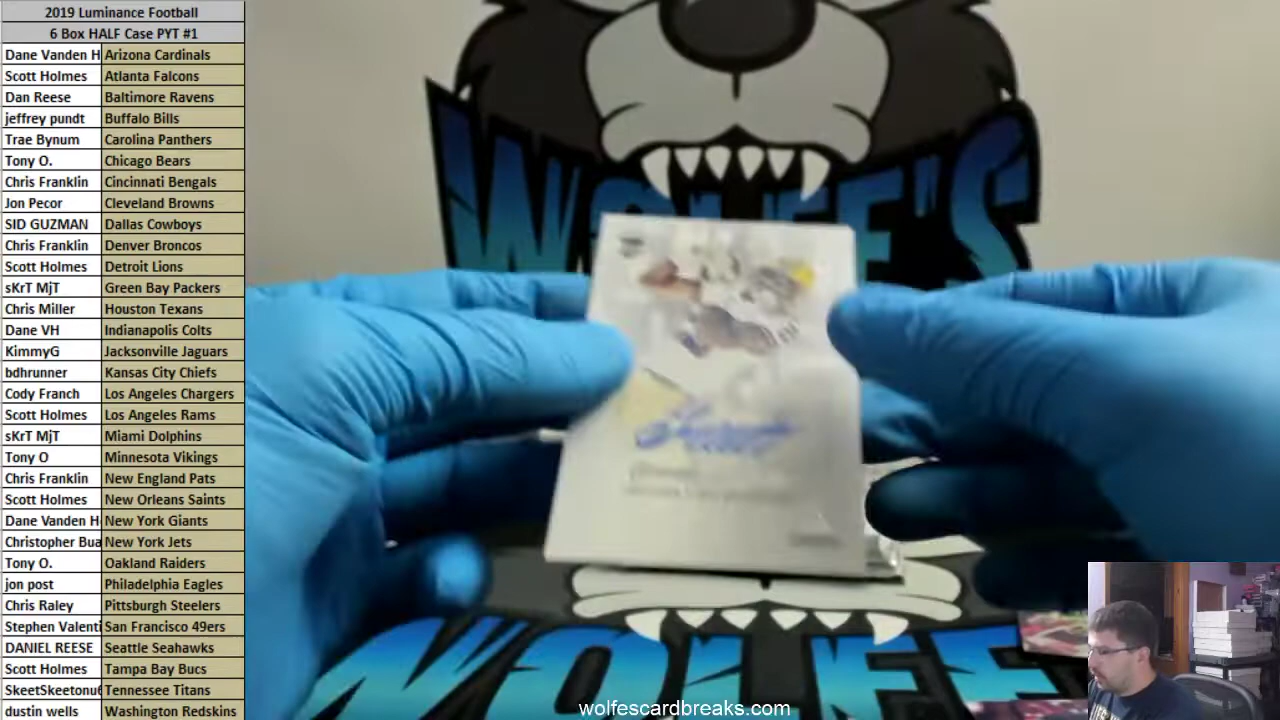 2019 Luminance Football
6 Box HALF Case PYT #1
Dane Vanden H Arizona Cardinals
Scott Holmes Atlanta Falcons
Dan Reese Baltimore Ravens
jeffrey pundt Buffalo Bills
Trae Bynum Carolina Panthers
Tony O. Chicago Bears
Chris Franklin Cincinnati Bengals
Jon Pecor Cleveland Browns
SID GUZMAN Dallas Cowboys
Chris Franklin Denver Broncos
Scott Holmes Detroit Lions
sKrT MjT Green Bay Packers
Chris Miller Houston Texans
Dane VH Indianapolis Colts
KimmyG Jacksonville Jaguars
bdhrunner Kansas City Chiefs
Cody Franch Los Angeles Chargers
Scott Holmes Los Angeles Rams
sKrT MjT Miami Dolphins
Tony O Minnesota Vikings
Chris Franklin New England Pats
Scott Holmes New Orleans Saints
Dane Vanden H New York Giants
Christopher Bua New York Jets
Tony O. Oakland Raiders
jon post Philadelphia Eagles
Chris Raley Pittsburgh Steelers
Stephen Valenti San Francisco 49ers
DANIEL REESE Seattle Seahawks
Scott Holmes Tampa Bay Bucs
SkeetSkeetonu Tennessee Titans
dustin wells Washington Redskins
WOLFE'S
WOLFE
wolfescardbreaks.com